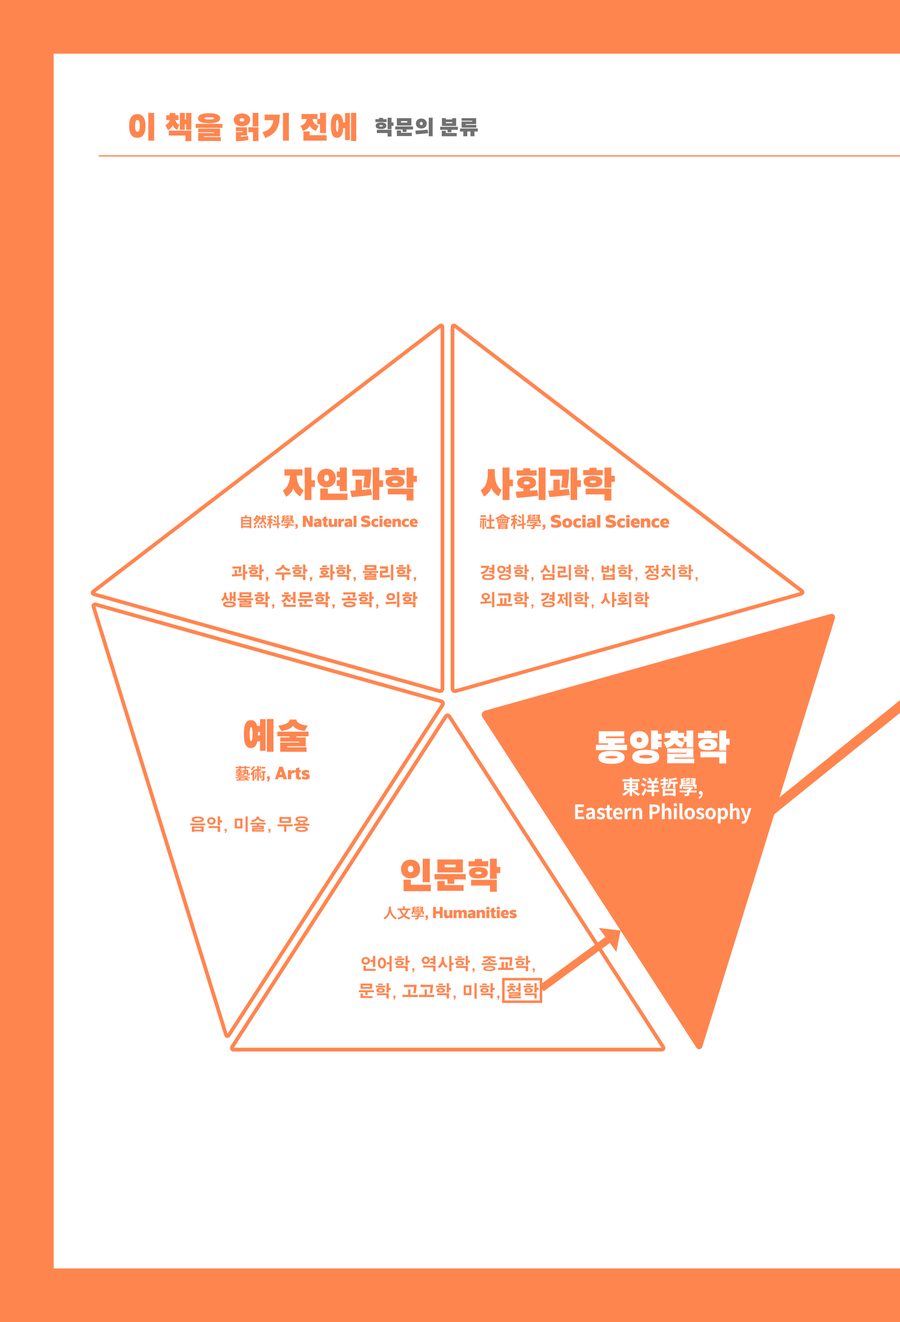 이 책을 읽기 전에 학문의 분류
자연과학
自然科學, Natural Science
과학, 수학, 화학, 물리학,
생물학, 천문학, 공학, 의학
사회과학
社會科學, Social Science
경영학, 심리학, 법학, 정치학,
외교학, 경제학, 사회학
예술
藝術, Arts
음악, 미술, 무용
동양철학
東洋哲學,
Eastern Philosophy
인문학
人文學, Humanities
언어학, 역사학, 종교학,
문학, 고고학, 미학, 철학